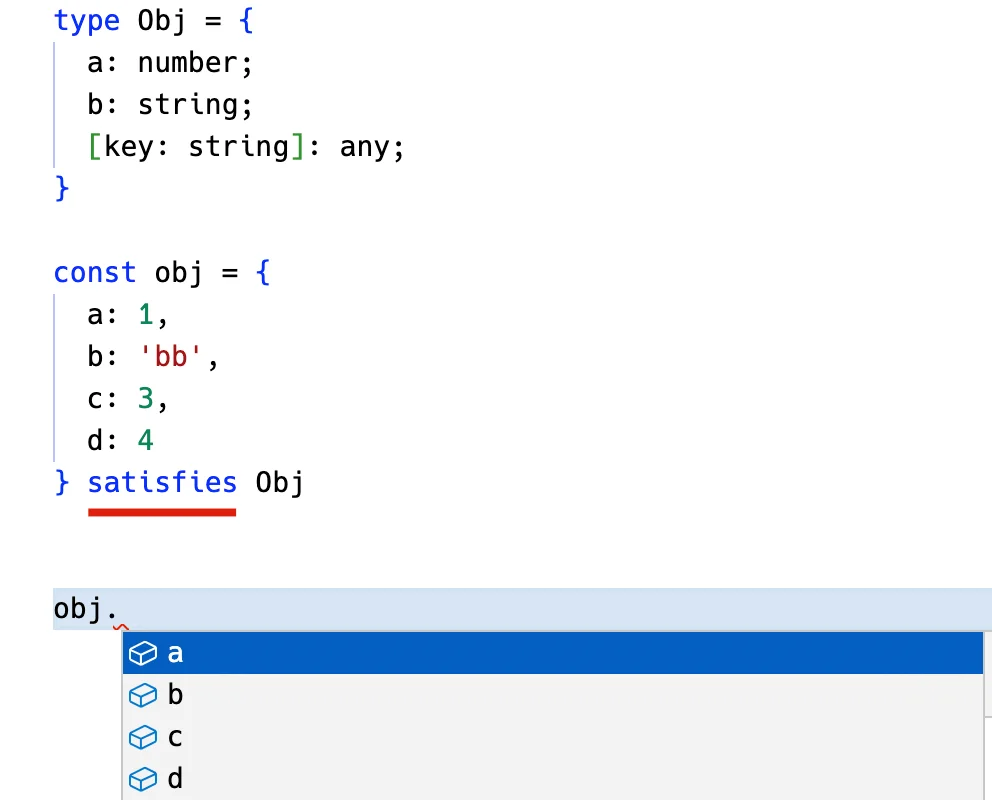 type Obj = {
  a: number;
  b: string;
  [key: string]: any;
}
const obj = {
  a: 1,
  b: 'bb',
  c: 3,
  d: 4
} satisfies Obj
obj.
a
b
c
d